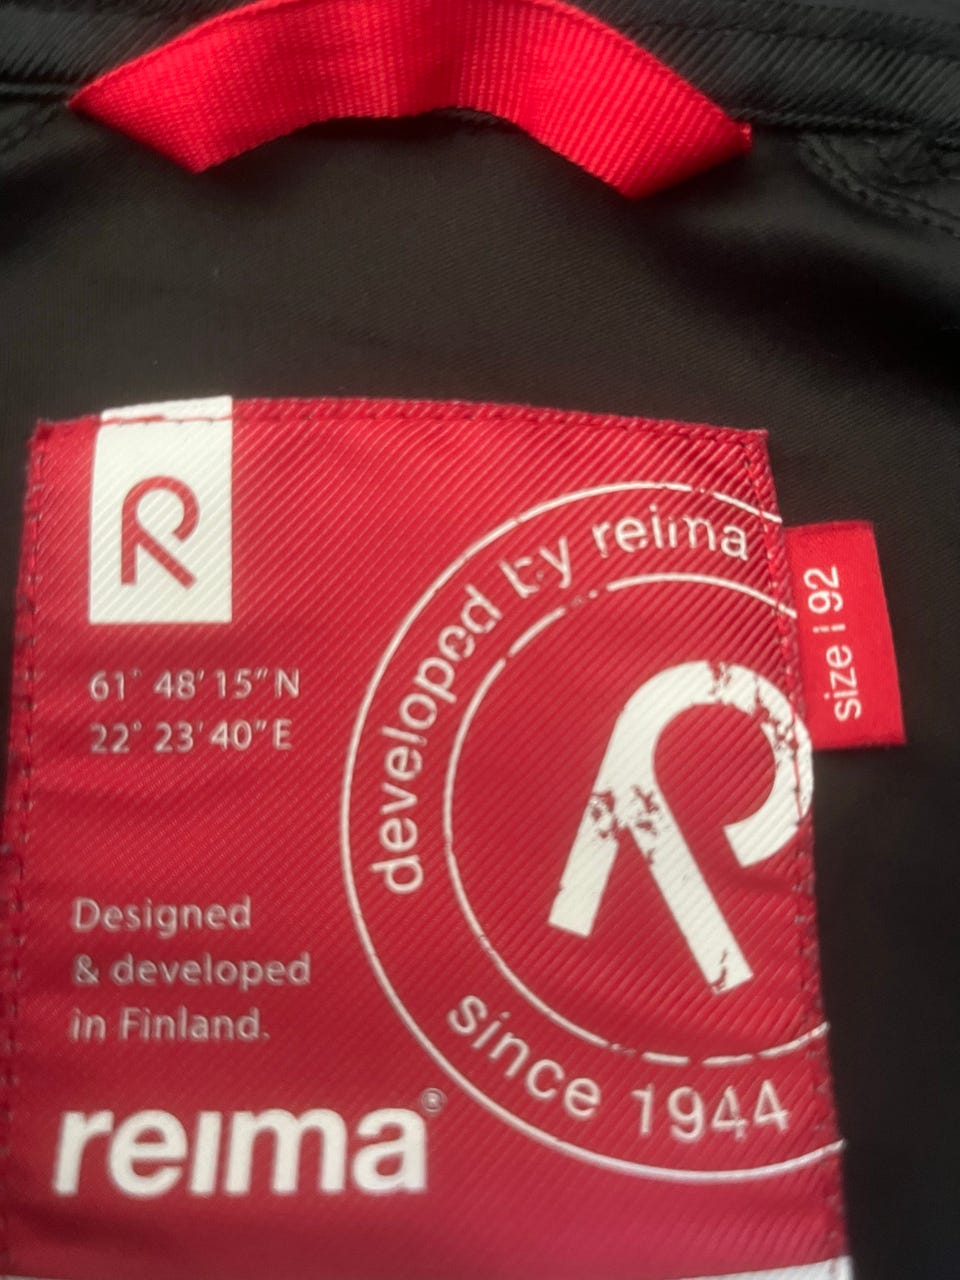 R
61° 48' 15" N
22° 23' 40" E
developed by reima
R
since 1944
size | 92
Designed
& developed
in Finland.
reima®